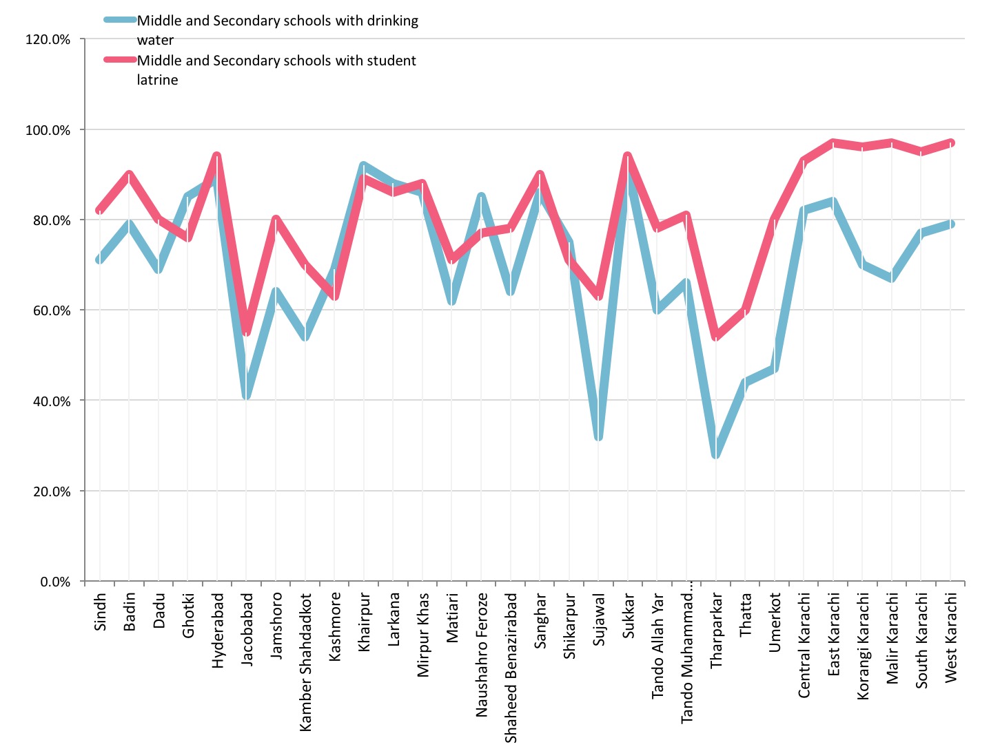 Middle and Secondary schools with drinking
water
Middle and Secondary schools with student
latrine
120.0%
100.0%
80.0%
60.0%
40.0%
20.0%
0.0%
Sindh
Badin
Dadu
Ghotki
Hyderabad
Jacobabad
Jamshoro
Kamber Shahdadkot
Kashmore
Khairpur
Larkana
Mirpur Khas
Matiari
Naushahro Feroze
Shaheed Benazirabad
Sanghar
Shikarpur
Sujawal
Sukkar
Tando Allah Yar
Tando Muhammad...
Tharparkar
Thatta
Umerkot
Central Karachi
East Karachi
Korangi Karachi
Malir Karachi
South Karachi
West Karachi